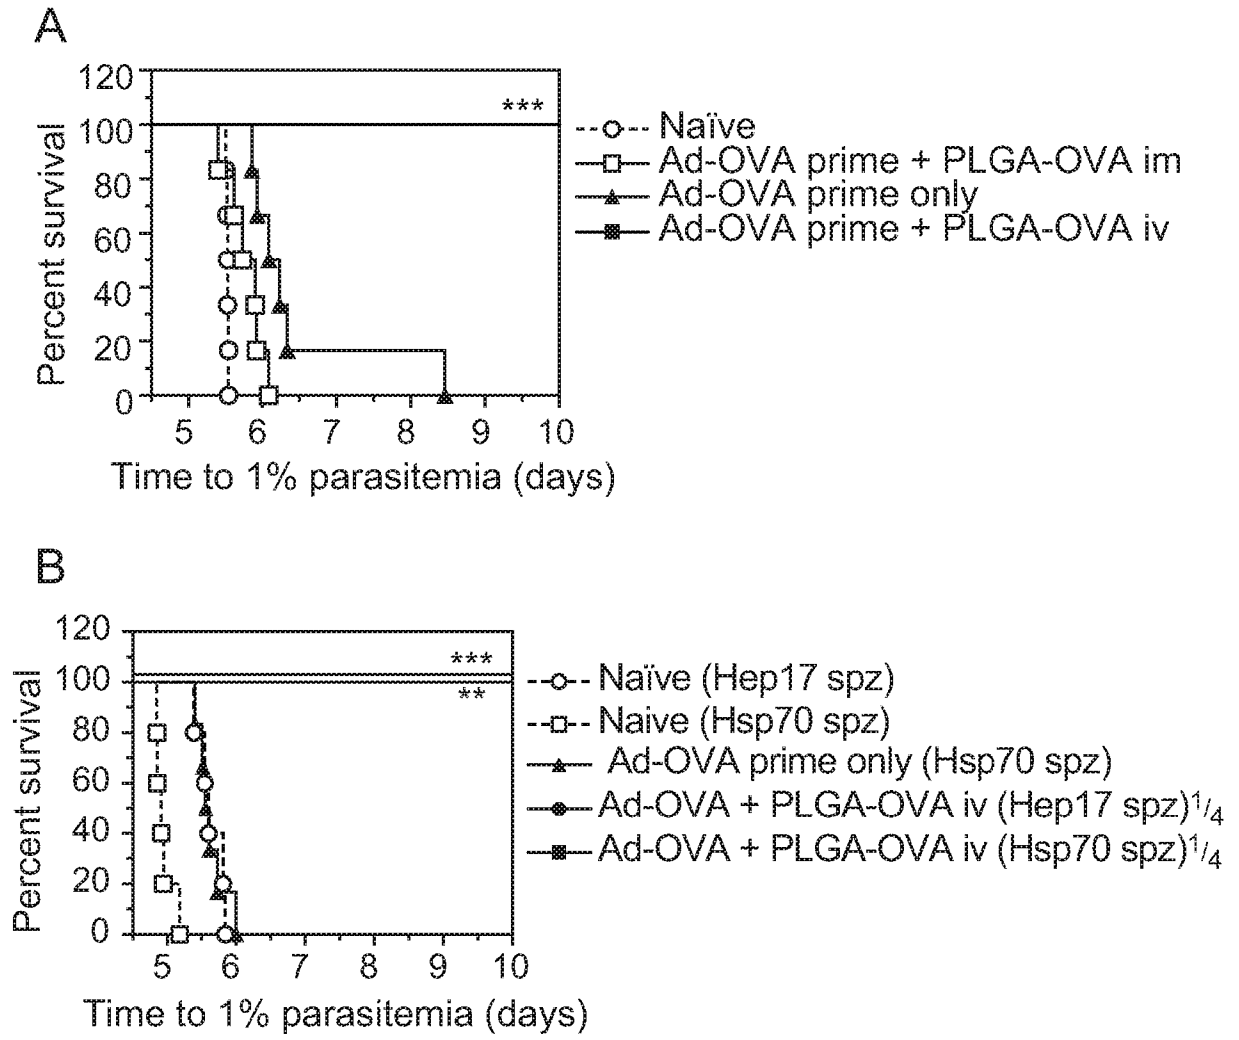 A
120
100
80
60
40
20
0
Percent survival
***
5 6 7 8 9 10
Time to 1% parasitemia (days)
Naïve
Ad-OVA prime + PLGA-OVA im
Ad-OVA prime only
Ad-OVA prime + PLGA-OVA iv
B
120
100
80
60
40
20
0
Percent survival
***
**
5 6 7 8 9 10
Time to 1% parasitemia (days)
Naïve (Hep17 spz)
Naive (Hsp70 spz)
Ad-OVA prime only (Hsp70 spz)
Ad-OVA + PLGA-OVA iv (Hep17 spz)¹/₄
Ad-OVA + PLGA-OVA iv (Hsp70 spz)¹/₄